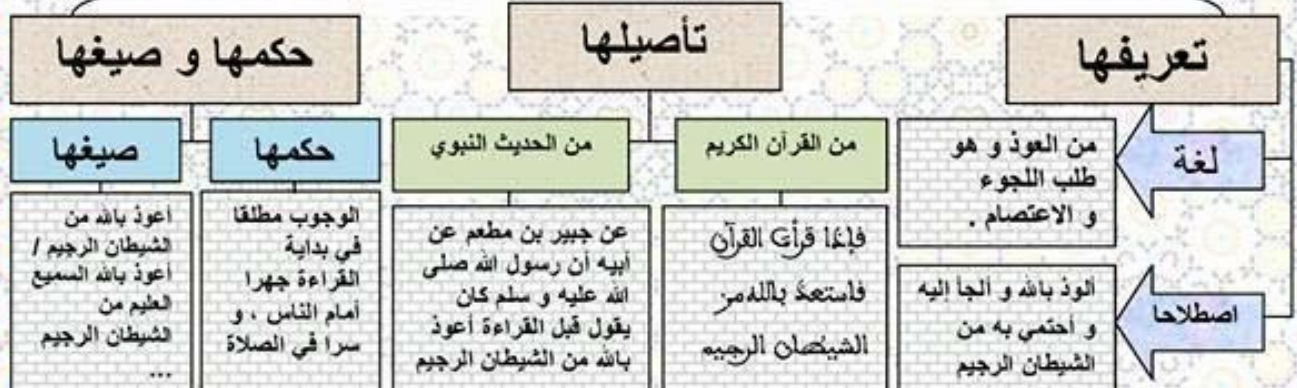 تعريفها
لغة
من العوذ و هو
طلب اللجوء
و الاعتصام .
اصطلاحا
ألوذ بالله و ألجأ إليه
و أحتمي به من
الشيطان الرجيم
تأصيلها
من القرآن الكريم
فإذا قرأت القرآن
فاستعذ بالله من
الشيطان الرجيم
من الحديث النبوي
عن جبير بن مطعم عن
أبيه أن رسول الله صلى
الله عليه و سلم كان
يقول قبل القراءة أعوذ
بالله من الشيطان الرجيم
حكمها و صيغها
حكمها
الوجوب مطلقا
في بداية
القراءة جهرا
أمام الناس ، و
سرا في الصلاة
صيغها
أعوذ بالله من
الشيطان الرجيم /
أعوذ بالله السميع
العليم من
الشيطان الرجيم
...